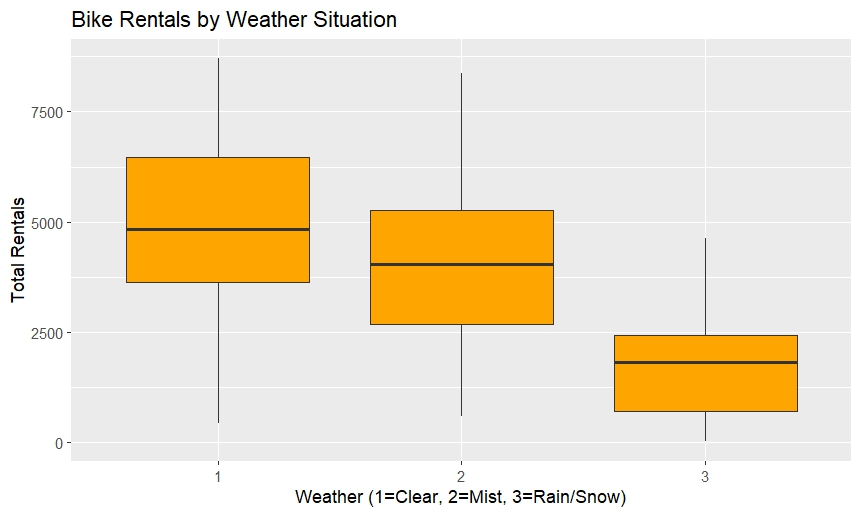 Bike Rentals by Weather Situation
Total Rentals
7500
5000
2500
0
1 2 3
Weather (1=Clear, 2=Mist, 3=Rain/Snow)